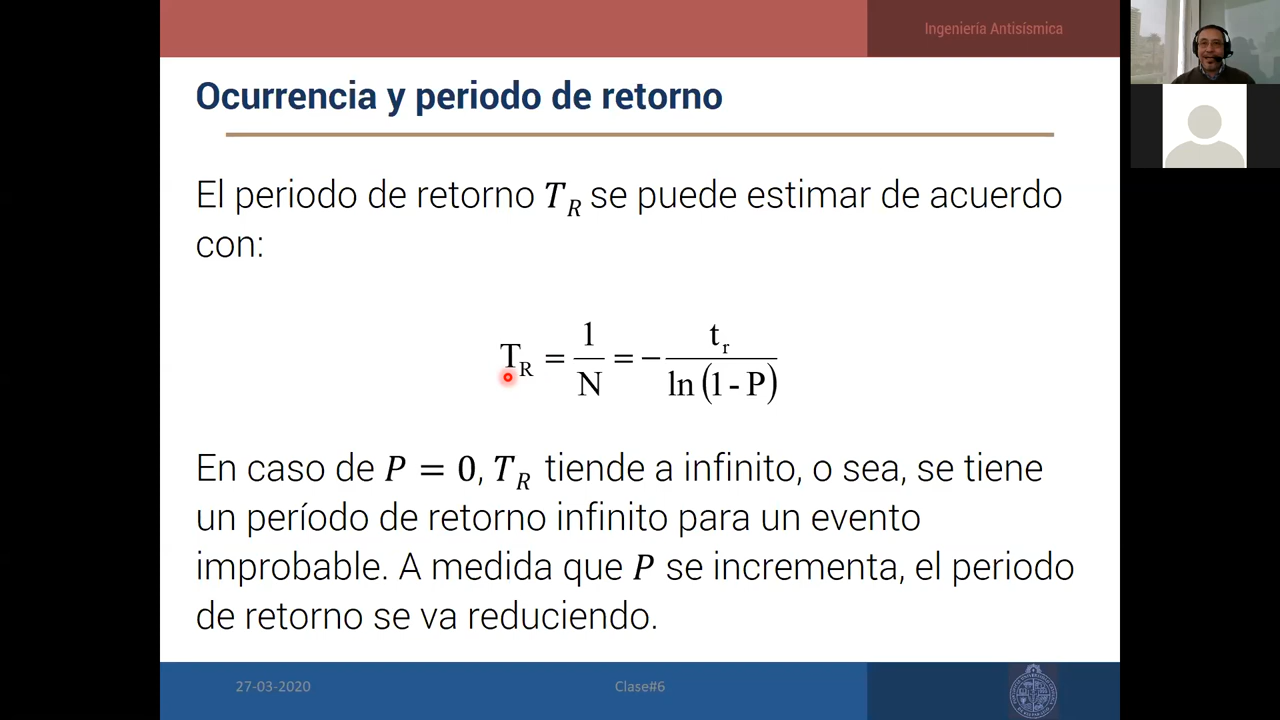 Ingeniería Antisísmica
Ocurrencia y periodo de retorno
El periodo de retorno T_R se puede estimar de acuerdo
con:
T_R = 1/N = − t_r / ln (1 - P)
En caso de P = 0, T_R tiende a infinito, o sea, se tiene
un período de retorno infinito para un evento
improbable. A medida que P se incrementa, el periodo
de retorno se va reduciendo.
27-03-2020
Clase#6